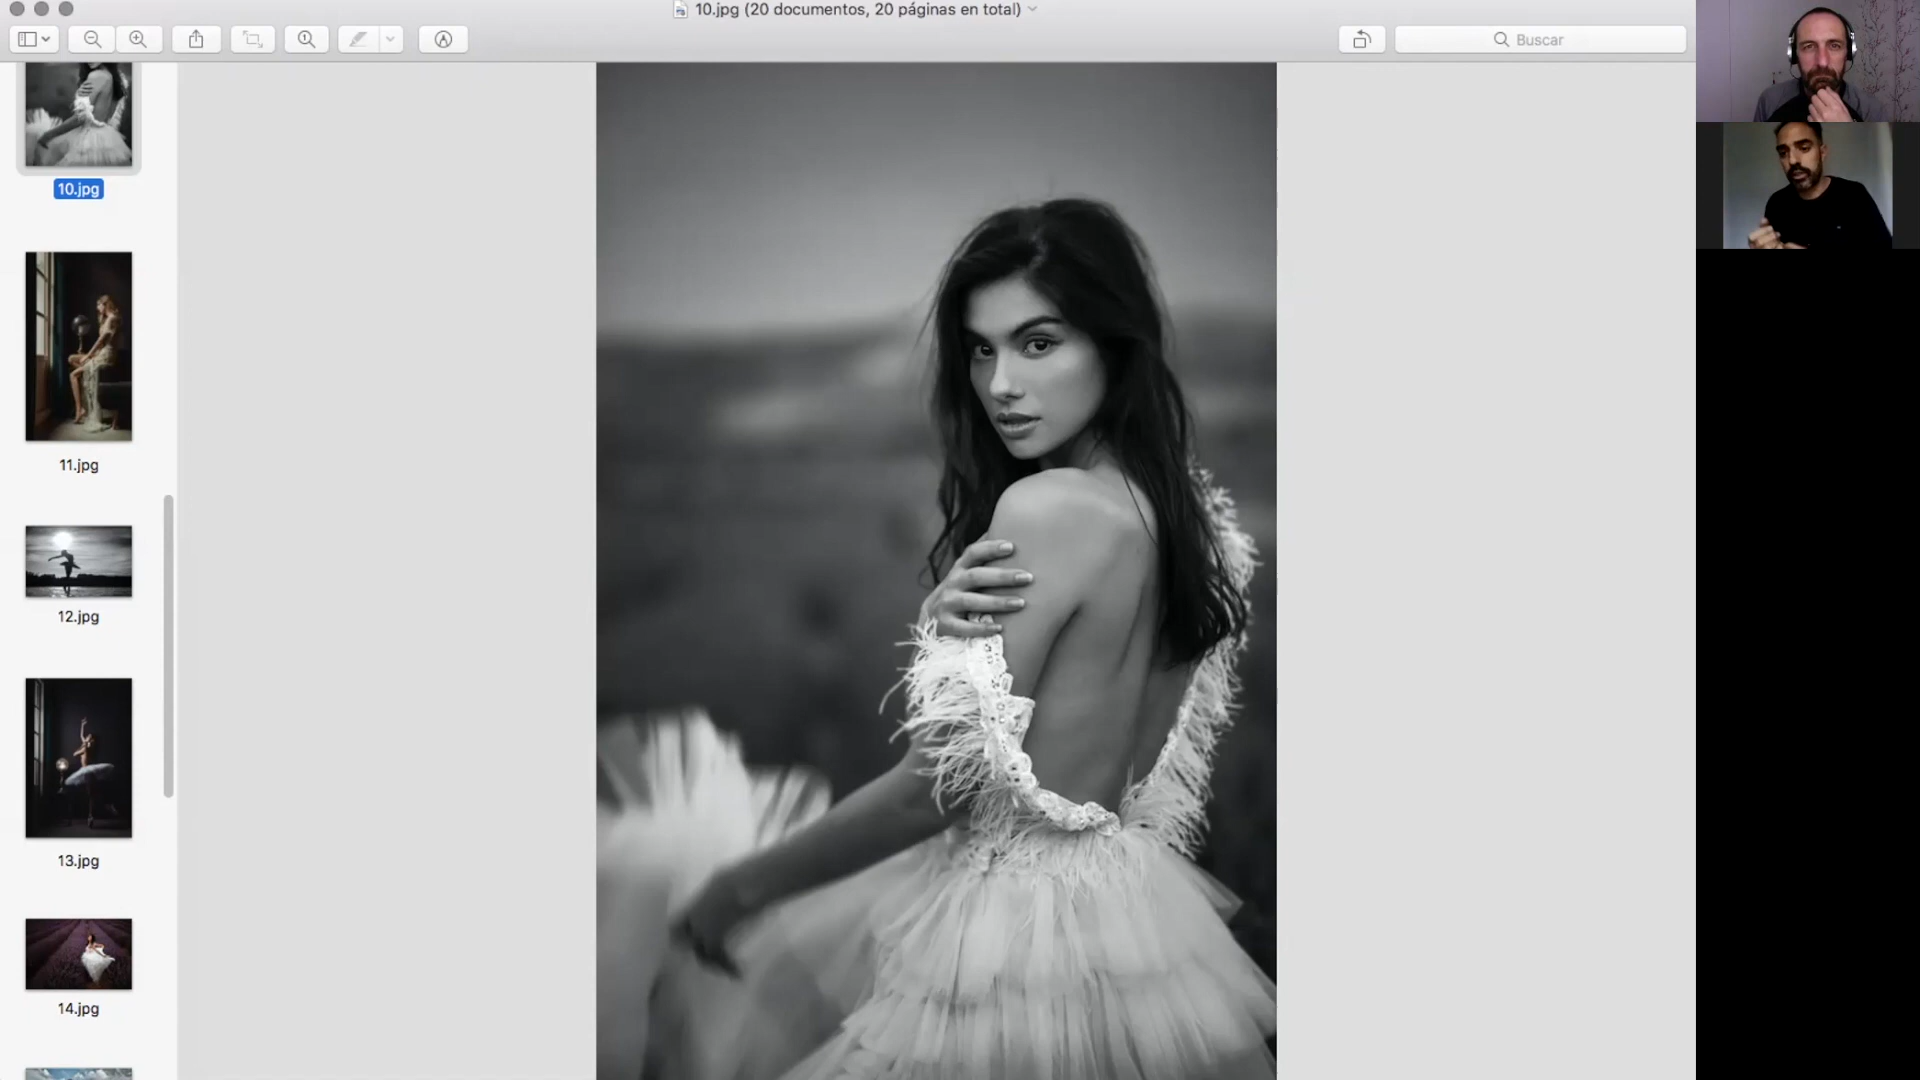 10.jpg (20 documentos, 20 páginas en total)
Buscar
10.jpg
11.jpg
12.jpg
13.jpg
14.jpg